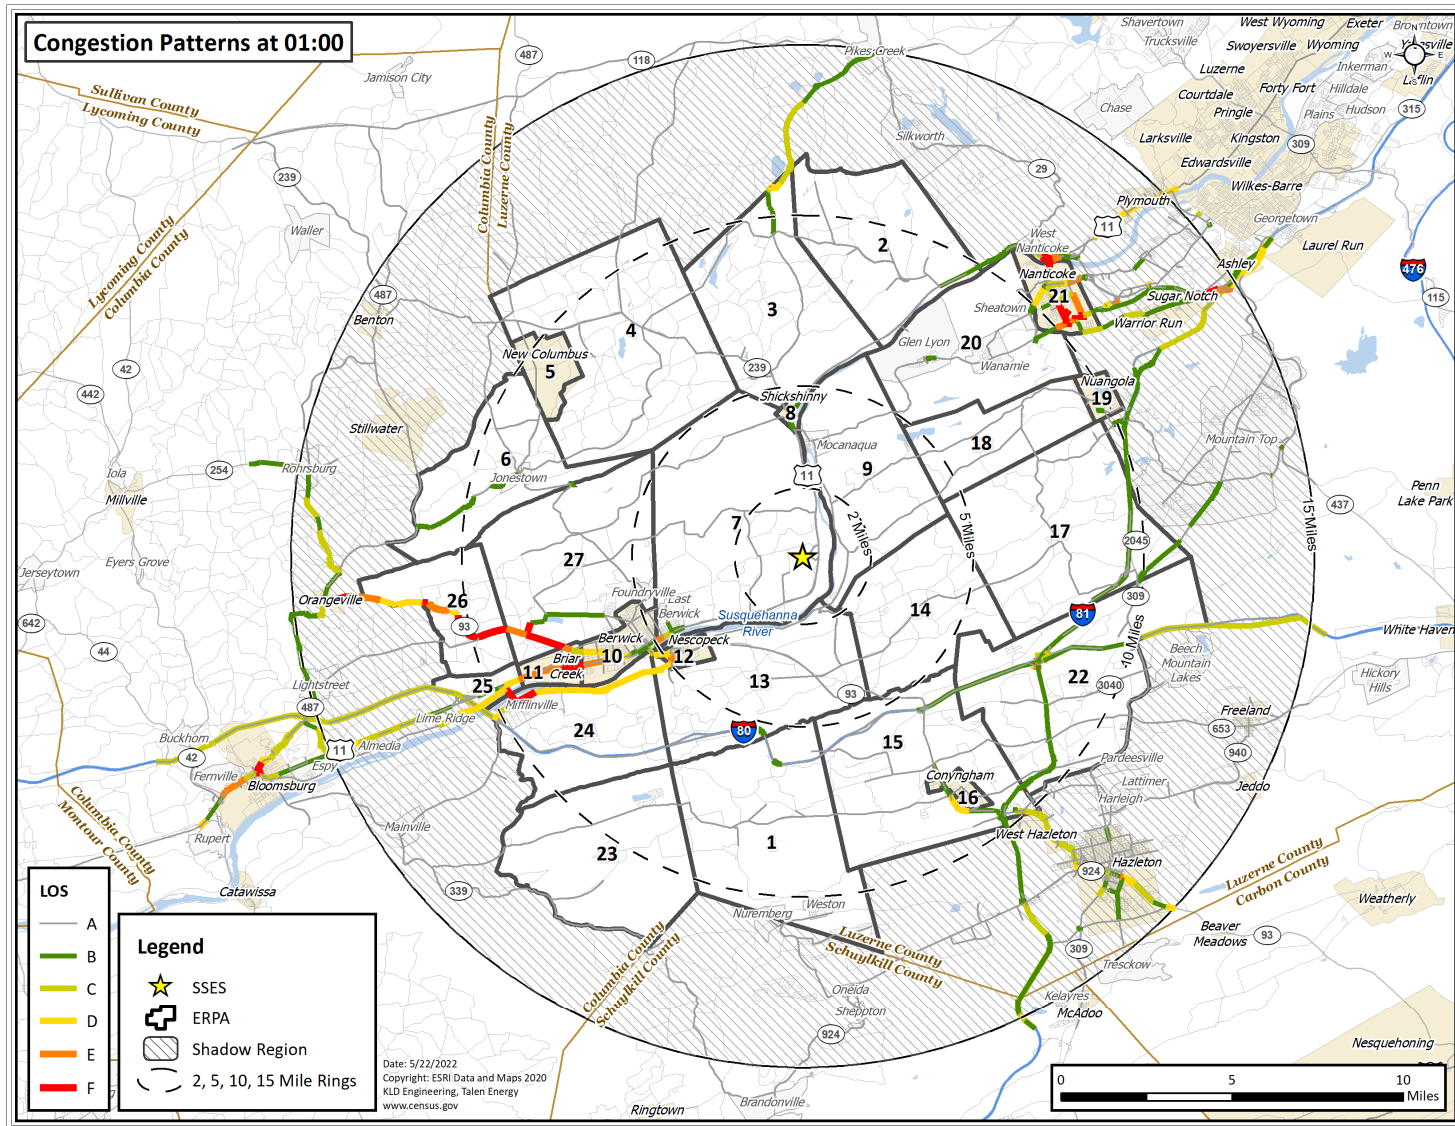 Congestion Patterns at 01:00
Shavertown
Trucksville
West Wyoming
Exeter
Swoyersville
Wyoming
Luzerne
Inkerman
Laflin
Courtdale
Forty Fort
Hilldale
Pringle
Plains
Hudson
315
Chase
Larksville
Kingston
309
Edwardsville
Wilkes-Barre
Georgetown
Plymouth
Laurel Run
Ashley
476
115
N
W
E
S
487
118
Pikes Creek
Jamison City
Sullivan County
Lycoming County
Columbia County
Luzerne County
Silkworth
29
239
Waller
Lycoming County
Columbia County
11
West
Nanticoke
Nanticoke
21
Sheatown
Sugar Notch
Warrior Run
2
3
4
487
Benton
New Columbus
5
Glen Lyon
20
Wanamie
239
Shickshinny
8
Nuangola
19
42
442
Stillwater
Mocanaqua
18
Mountain Top
6
Jonestown
9
11
254
Rohrsburg
Iola
Millville
Penn
Lake Park
437
15 Miles
5 Miles
2 Miles
7
17
2045
Eyers Grove
Jerseytown
27
Foundryville
East
Berwick
Orangeville
26
93
14
309
81
10 Miles
642
44
Susquehanna
River
White Haven
Berwick
Nescopeck
Briar
Creek
10
12
11
13
22
3040
Beech
Mountain
Lakes
Hickory
Hills
Lightstreet
487
25
Mifflinville
93
Lime Ridge
24
80
15
Freeland
653
940
Buckhorn
42
11
Almedia
Espy
Fernville
Bloomsburg
Pardeesville
Lattimer
Jeddo
Harleigh
Conyngham
16
West Hazleton
Hazleton
924
Columbia County
Montour County
Rupert
Mainville
23
1
Luzerne County
Carbon County
Catawissa
339
Nuremberg
Weston
Weatherly
Beaver
Meadows
93
309
Tresckow
Columbia County
Schuylkill County
Luzerne County
Schuylkill County
Oneida
Sheppton
Kelayres
McAdoo
924
Nesquehoning
Brandonville
Ringtown
LOS
A
B
C
D
E
F
Legend
SSES
ERPA
Shadow Region
2, 5, 10, 15 Mile Rings
Date: 5/22/2022
Copyright: ESRI Data and Maps 2020
KLD Engineering, Talen Energy
www.census.gov
0
5
10
Miles